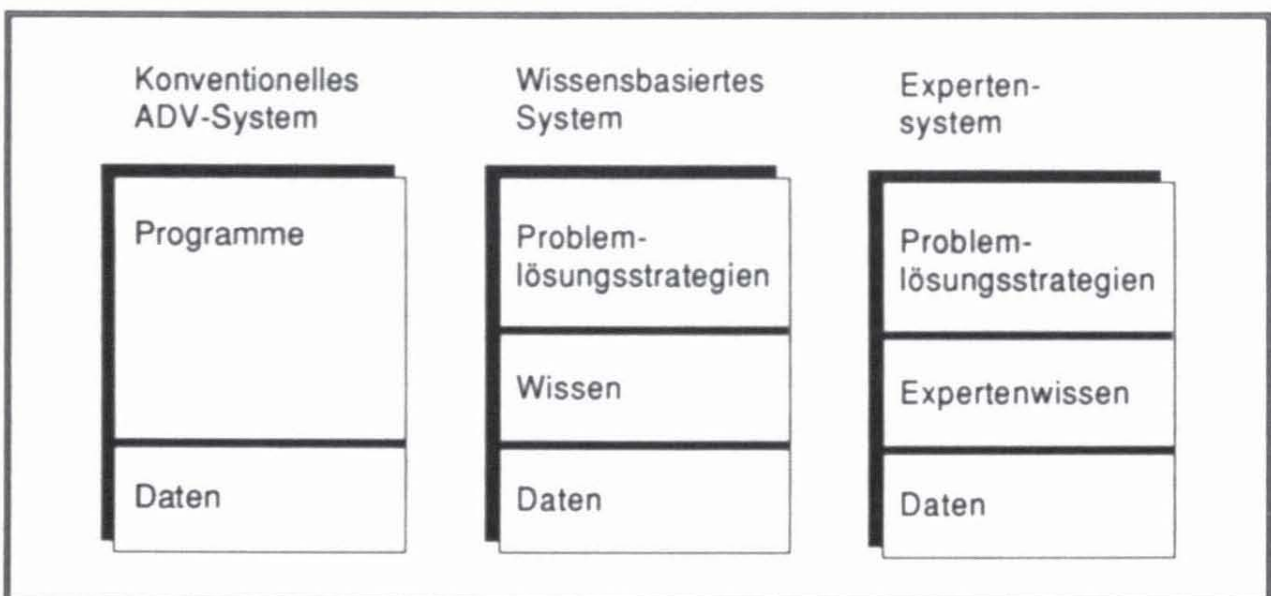 Konventionelles
ADV-System
Programme
Daten
Wissensbasiertes
System
Problem-
lösungsstrategien
Wissen
Daten
Experten-
system
Problem-
lösungsstrategien
Expertenwissen
Daten